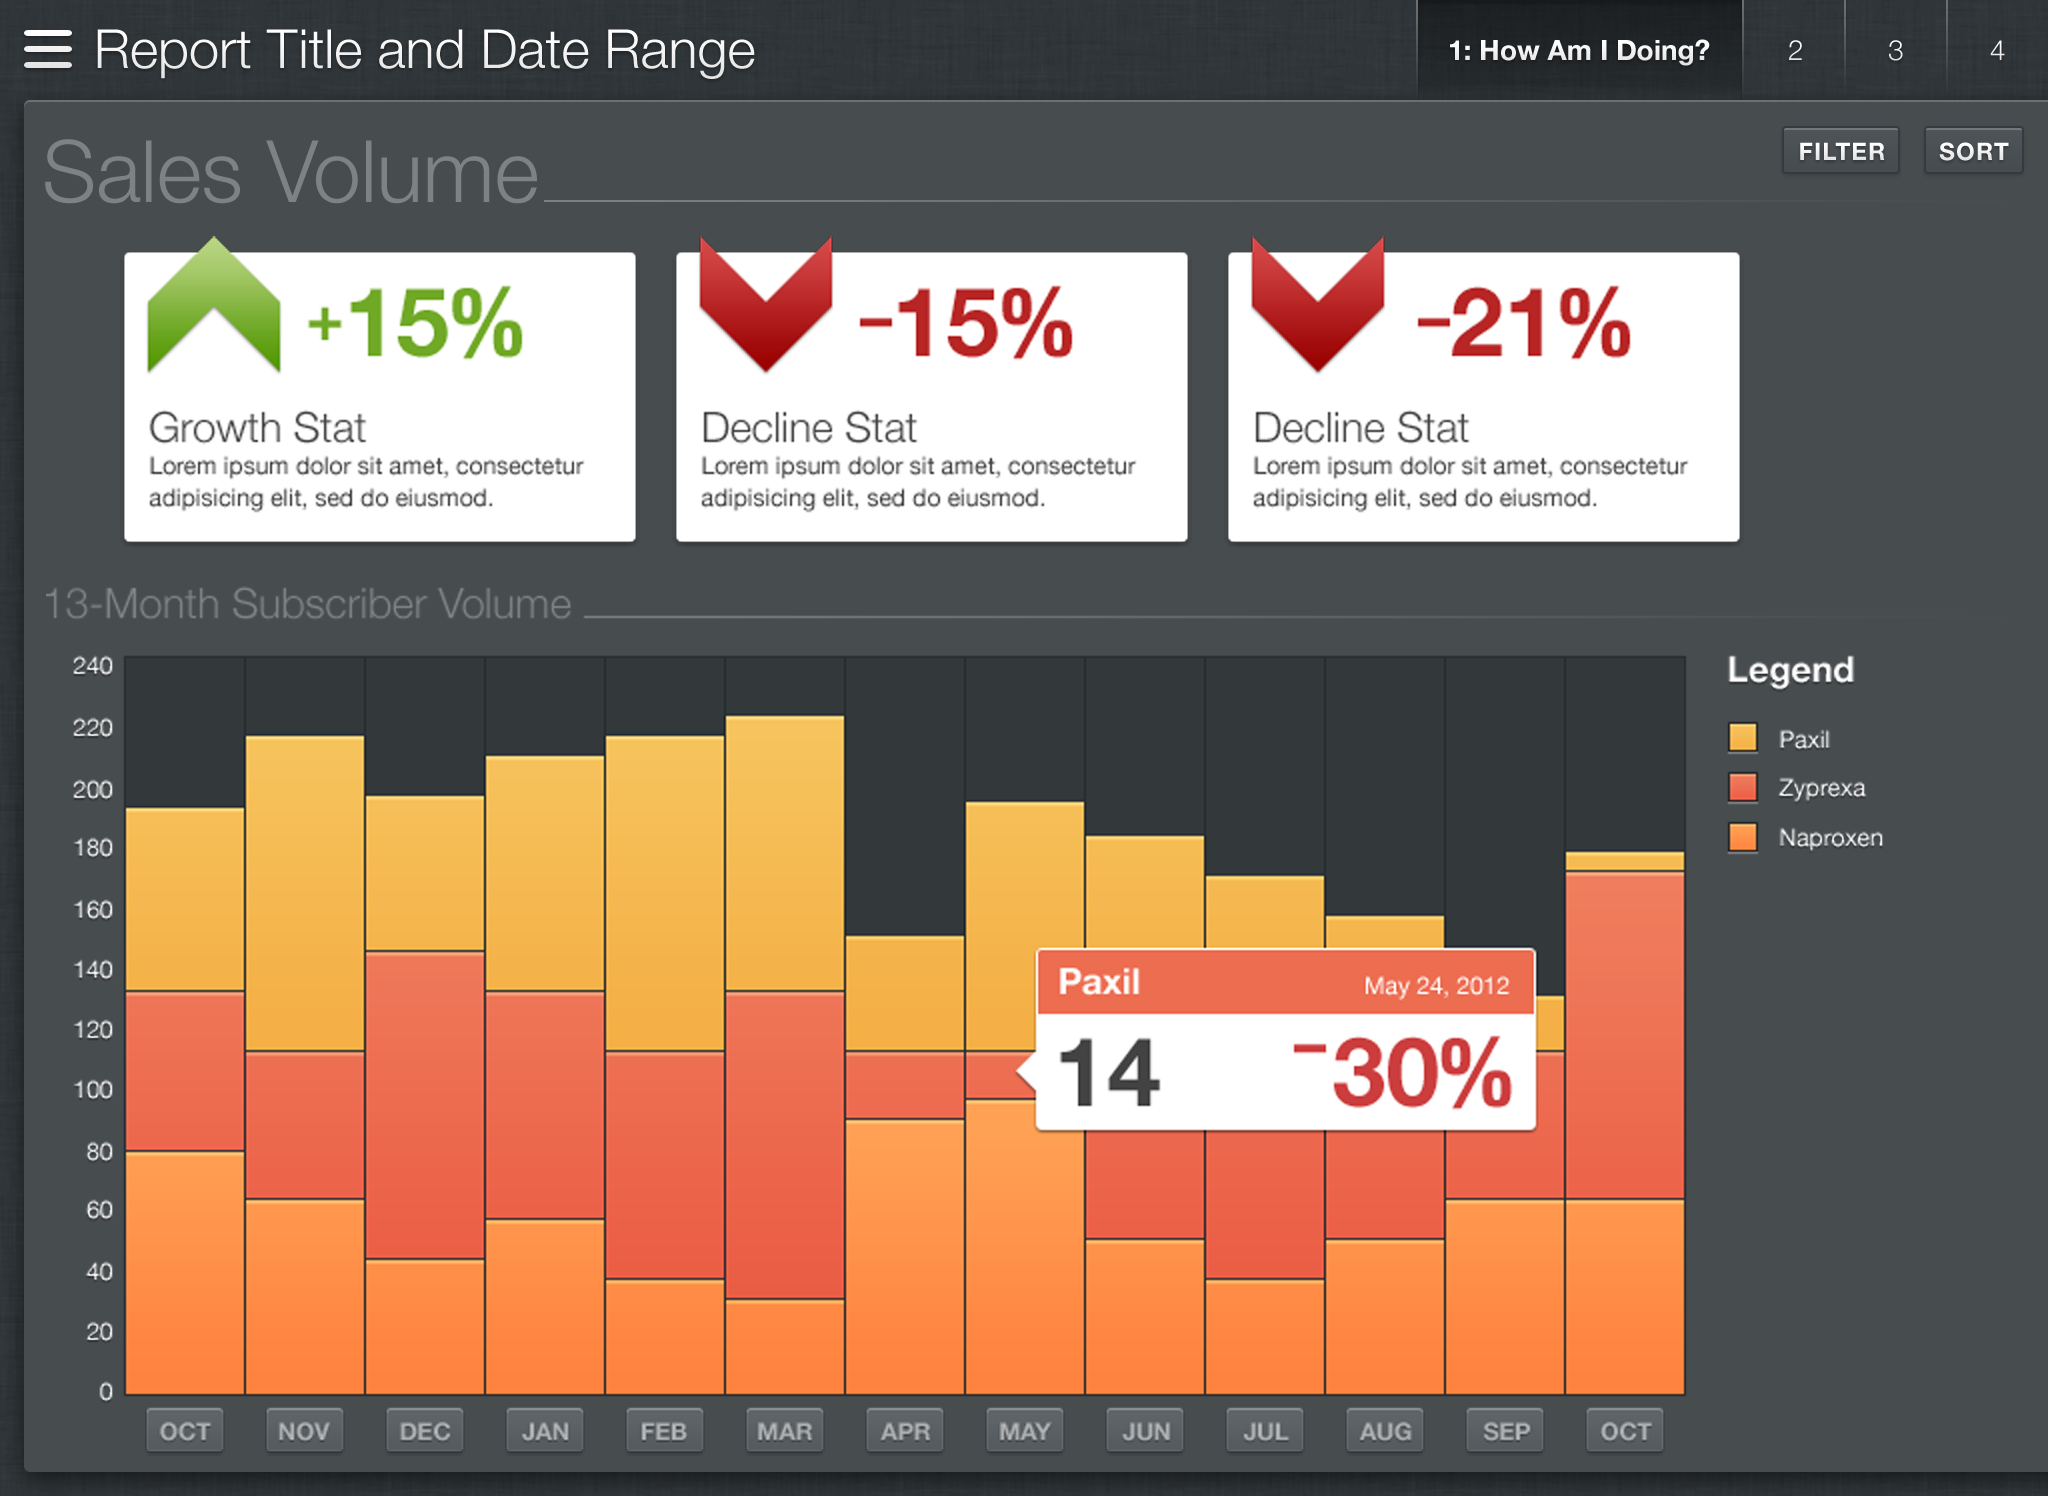 Report Title and Date Range
1: How Am I Doing?
2
3
4
Sales Volume
FILTER
SORT
+15%
Growth Stat
Lorem ipsum dolor sit amet, consectetur
adipisicing elit, sed do eiusmod.
-15%
Decline Stat
Lorem ipsum dolor sit amet, consectetur
adipisicing elit, sed do eiusmod.
-21%
Decline Stat
Lorem ipsum dolor sit amet, consectetur
adipisicing elit, sed do eiusmod.
13-Month Subscriber Volume
240
220
200
180
160
140
120
100
80
60
40
20
0
Paxil
May 24, 2012
14
-30%
OCT
NOV
DEC
JAN
FEB
MAR
APR
MAY
JUN
JUL
AUG
SEP
OCT
Legend
Paxil
Zyprexa
Naproxen